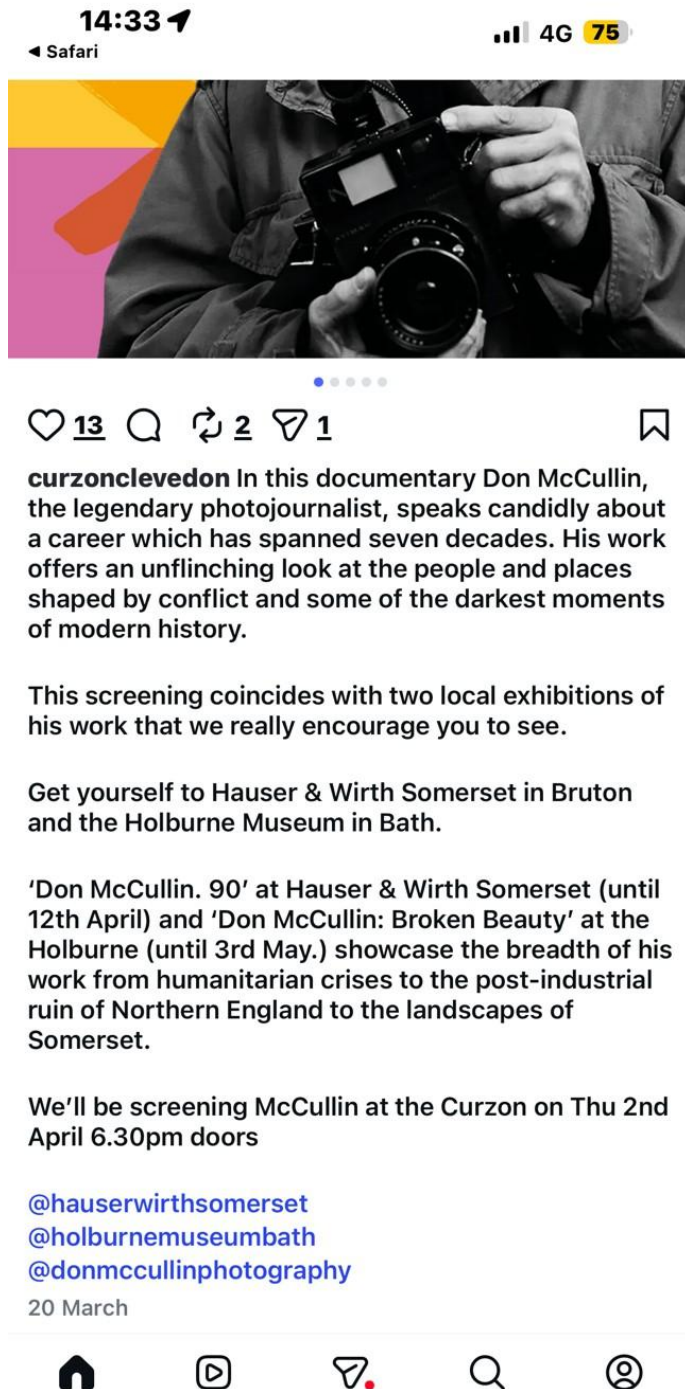 14:33
4G 75
◀ Safari
13 2 1
curzonclevedon In this documentary Don McCullin,
the legendary photojournalist, speaks candidly about
a career which has spanned seven decades. His work
offers an unflinching look at the people and places
shaped by conflict and some of the darkest moments
of modern history.
This screening coincides with two local exhibitions of
his work that we really encourage you to see.
Get yourself to Hauser & Wirth Somerset in Bruton
and the Holburne Museum in Bath.
‘Don McCullin. 90’ at Hauser & Wirth Somerset (until
12th April) and ‘Don McCullin: Broken Beauty’ at the
Holburne (until 3rd May.) showcase the breadth of his
work from humanitarian crises to the post-industrial
ruin of Northern England to the landscapes of
Somerset.
We’ll be screening McCullin at the Curzon on Thu 2nd
April 6.30pm doors
@hauserwirthsomerset
@holburnemuseumbath
@donmccullinphotography
20 March